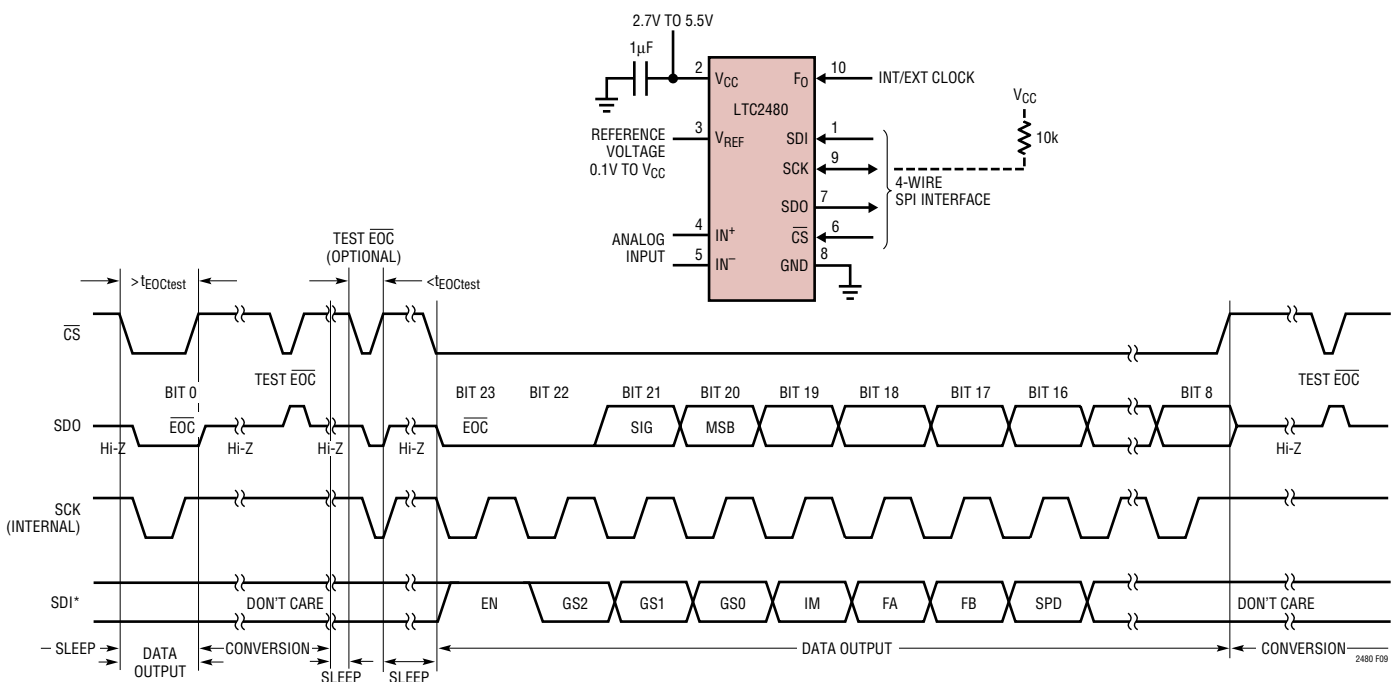 2.7V TO 5.5V
1µF
2
VCC
FO
10
INT/EXT CLOCK
LTC2480
VCC
10k
REFERENCE
VOLTAGE
0.1V TO VCC
3
VREF
SDI
1
SCK
9
4-WIRE
SPI INTERFACE
SDO
7
ANALOG
INPUT
4
IN+
CS
6
5
IN–
GND
8
TEST EOC
(OPTIONAL)
>tEOCtest
<tEOCtest
CS
BIT 0
TEST EOC
BIT 23
BIT 22
BIT 21
BIT 20
BIT 19
BIT 18
BIT 17
BIT 16
BIT 8
TEST EOC
SDO
EOC
EOC
SIG
MSB
Hi-Z
Hi-Z
Hi-Z
Hi-Z
Hi-Z
SCK
(INTERNAL)
SDI*
DON'T CARE
EN
GS2
GS1
GS0
IM
FA
FB
SPD
DON'T CARE
SLEEP
DATA
OUTPUT
CONVERSION
SLEEP
SLEEP
DATA OUTPUT
CONVERSION
2480 F09